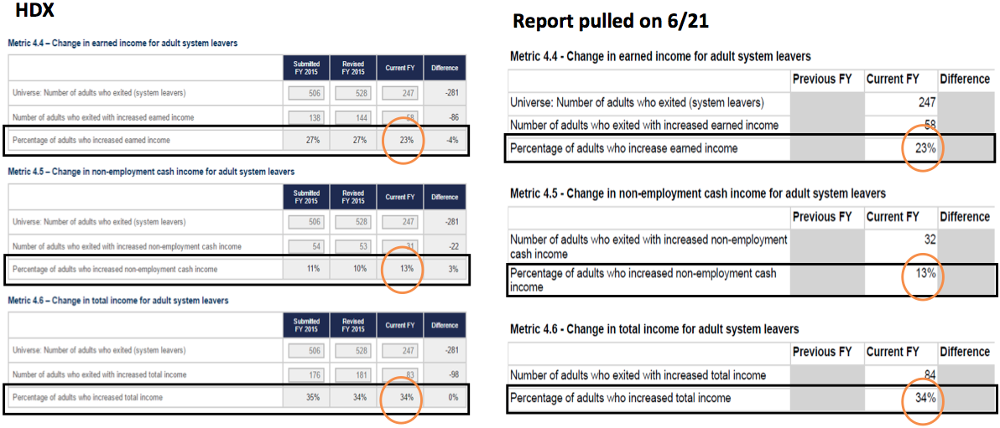 HDX
Metric 4.4 – Change in earned income for adult system leavers
Submitted FY 2015 Revised FY 2015 Current FY Difference
Universe: Number of adults who exited (system leavers) 506 528 247 -281
Number of adults who exited with increased earned income 138 144 58 -86
Percentage of adults who increased earned income 27% 27% 23% -4%
Metric 4.5 – Change in non-employment cash income for adult system leavers
Submitted FY 2015 Revised FY 2015 Current FY Difference
Universe: Number of adults who exited (system leavers) 506 528 247 -281
Number of adults who exited with increased non-employment cash income 54 53 31 -22
Percentage of adults who increased non-employment cash income 11% 10% 13% 3%
Metric 4.6 – Change in total income for adult system leavers
Submitted FY 2015 Revised FY 2015 Current FY Difference
Universe: Number of adults who exited (system leavers) 506 528 247 -281
Number of adults who exited with increased total income 176 181 83 -98
Percentage of adults who increased total income 35% 34% 34% 0%
Report pulled on 6/21
Metric 4.4 - Change in earned income for adult system leavers
Previous FY Current FY Difference
Universe: Number of adults who exited (system leavers) 247
Number of adults who exited with increased earned income 58
Percentage of adults who increase earned income 23%
Metric 4.5 - Change in non-employment cash income for adult system leavers
Previous FY Current FY Difference
Number of adults who exited with increased non-employment 32
cash income
Percentage of adults who increased non-employment cash 13%
income
Metric 4.6 - Change in total income for adult system leavers
Previous FY Current FY Difference
Number of adults who exited with increased total income 84
Percentage of adults who increased total income 34%